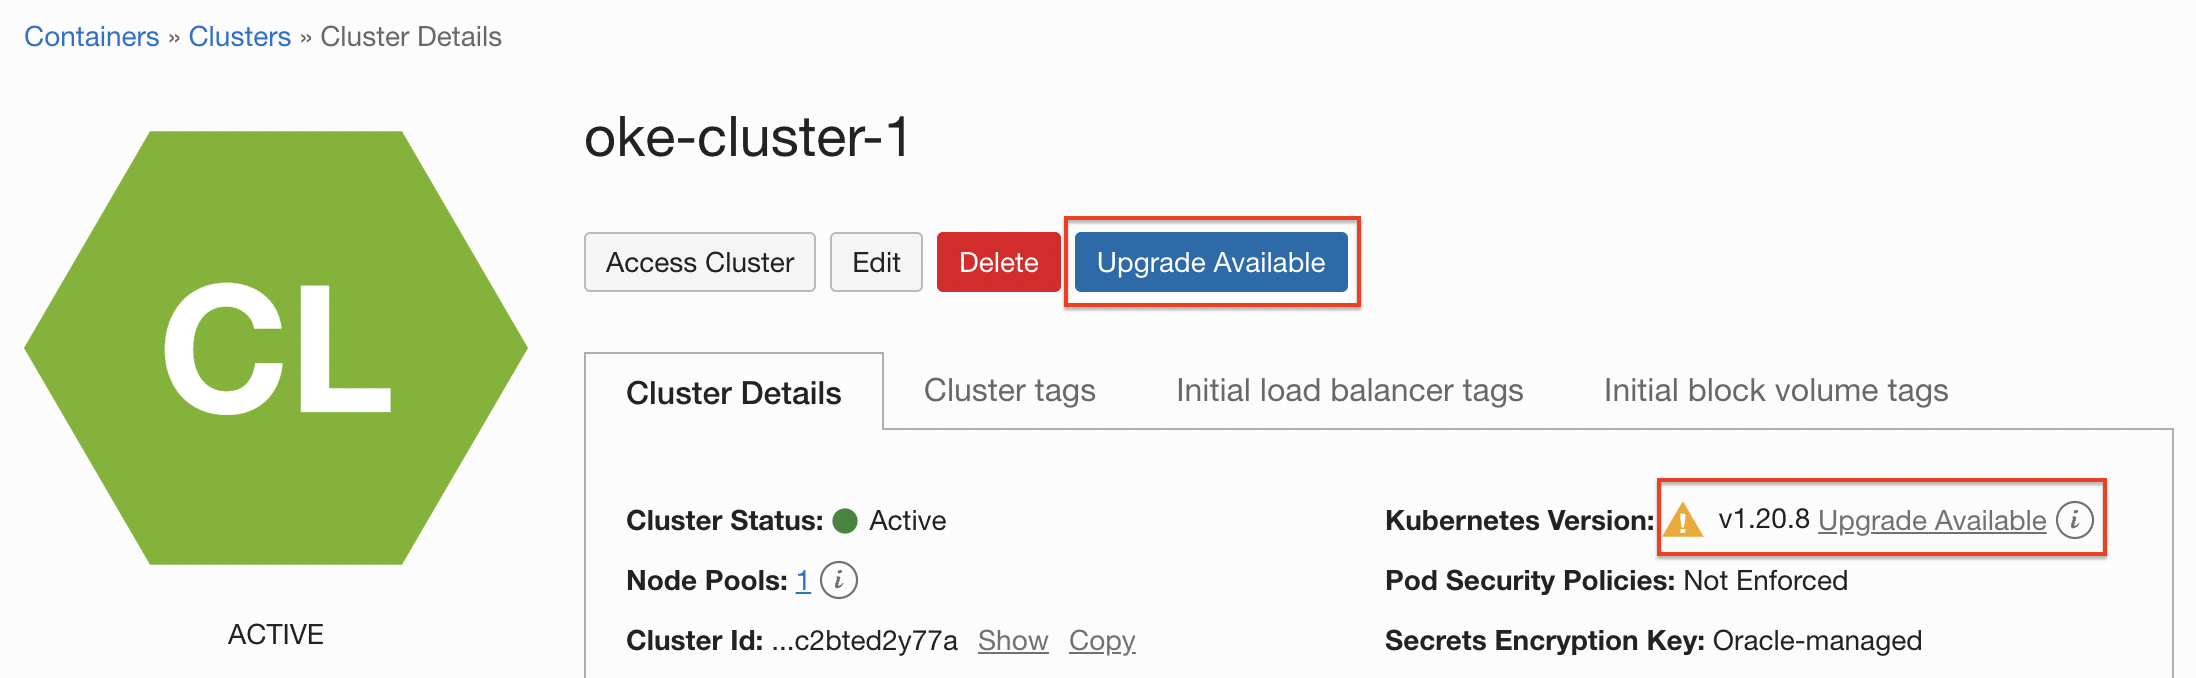 Containers » Clusters » Cluster Details
CL
ACTIVE
oke-cluster-1
Access Cluster Edit Delete Upgrade Available
Cluster Details Cluster tags Initial load balancer tags Initial block volume tags
Cluster Status: Active
Node Pools: 1 i
Cluster Id: ...c2bted2y77a Show Copy
Kubernetes Version: ! v1.20.8 Upgrade Available i
Pod Security Policies: Not Enforced
Secrets Encryption Key: Oracle-managed